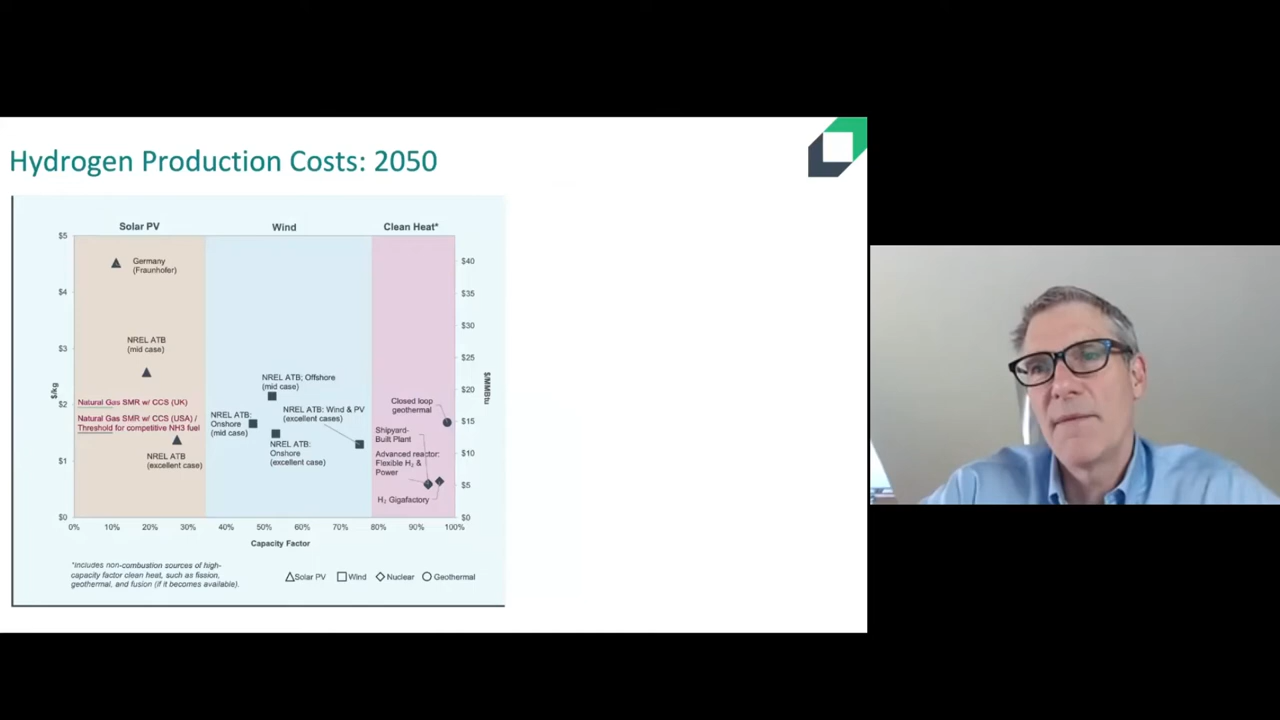 Hydrogen Production Costs: 2050
Solar PV
Wind
Clean Heat*
$5
$4
$3
$2
$1
$0
$/kg
$40
$35
$30
$25
$20
$15
$10
$5
$0
$/MMBtu
Germany
(Fraunhofer)
NREL ATB
(mid case)
Natural Gas SMR w/ CCS (UK)
Natural Gas SMR w/ CCS (USA) /
Threshold for competitive NH3 fuel
NREL ATB
(excellent case)
NREL ATB; Offshore
(mid case)
NREL ATB:
Onshore
(mid case)
NREL ATB: Wind & PV
(excellent cases)
NREL ATB:
Onshore
(excellent case)
Closed loop
geothermal
Shipyard-
Built Plant
Advanced reactor:
Flexible H₂ &
Power
H₂ Gigafactory
0%
10%
20%
30%
40%
50%
60%
70%
80%
90%
100%
Capacity Factor
*Includes non-combustion sources of high-
capacity factor clean heat, such as fission,
geothermal, and fusion (if it becomes available).
Solar PV
Wind
Nuclear
Geothermal